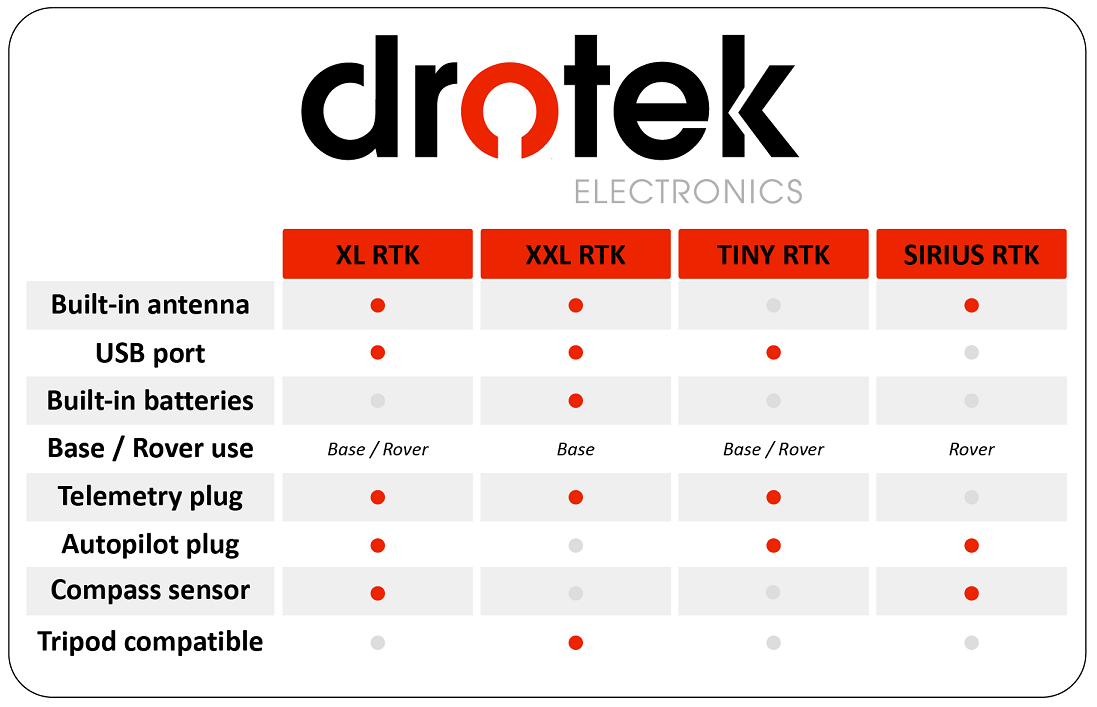 drotek
ELECTRONICS
XL RTK XXL RTK TINY RTK SIRIUS RTK
Built-in antenna
USB port
Built-in batteries
Base / Rover use Base / Rover Base Base / Rover Rover
Telemetry plug
Autopilot plug
Compass sensor
Tripod compatible